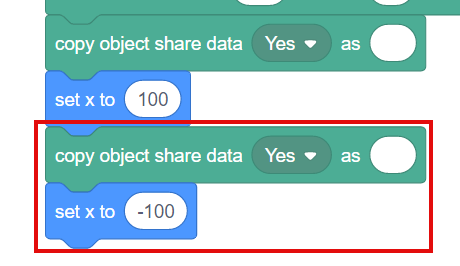 copy object share data Yes as
set x to 100
copy object share data Yes as
set x to -100